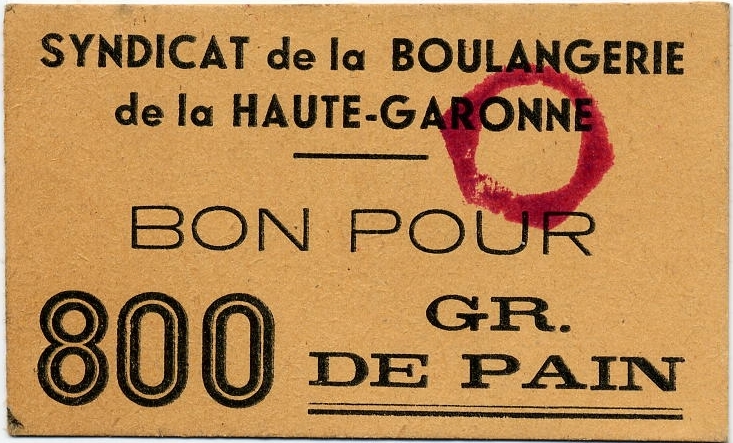 SYNDICAT de la BOULANGERIE
de la HAUTE-GARONNE
BON POUR
800 GR.
DE PAIN